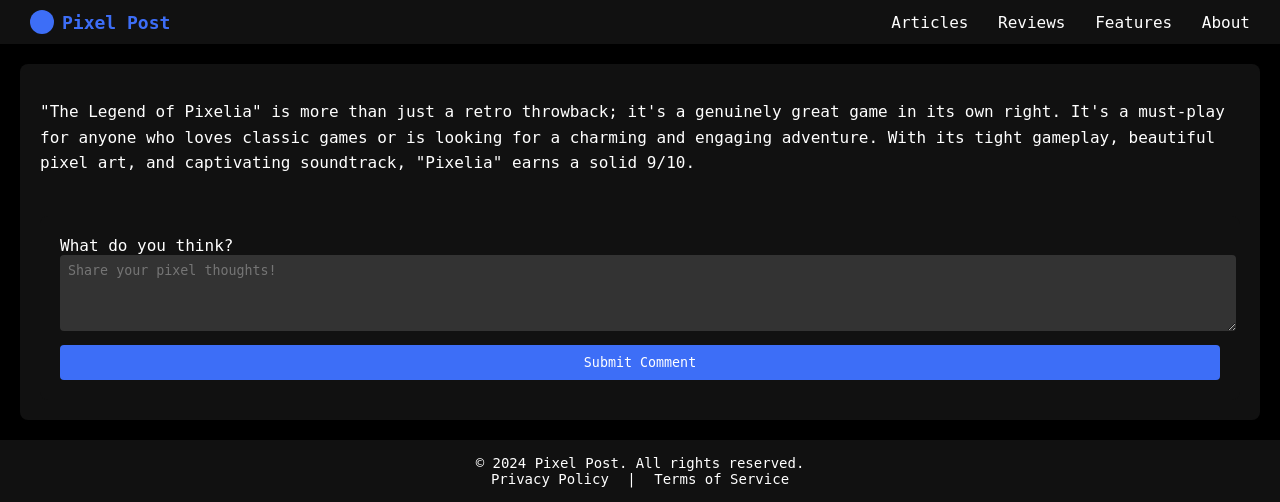 Pixel Post
Articles Reviews Features About
"The Legend of Pixelia" is more than just a retro throwback; it's a genuinely great game in its own right. It's a must-play
for anyone who loves classic games or is looking for a charming and engaging adventure. With its tight gameplay, beautiful
pixel art, and captivating soundtrack, "Pixelia" earns a solid 9/10.
What do you think?
Share your pixel thoughts!
Submit Comment
© 2024 Pixel Post. All rights reserved.
Privacy Policy | Terms of Service